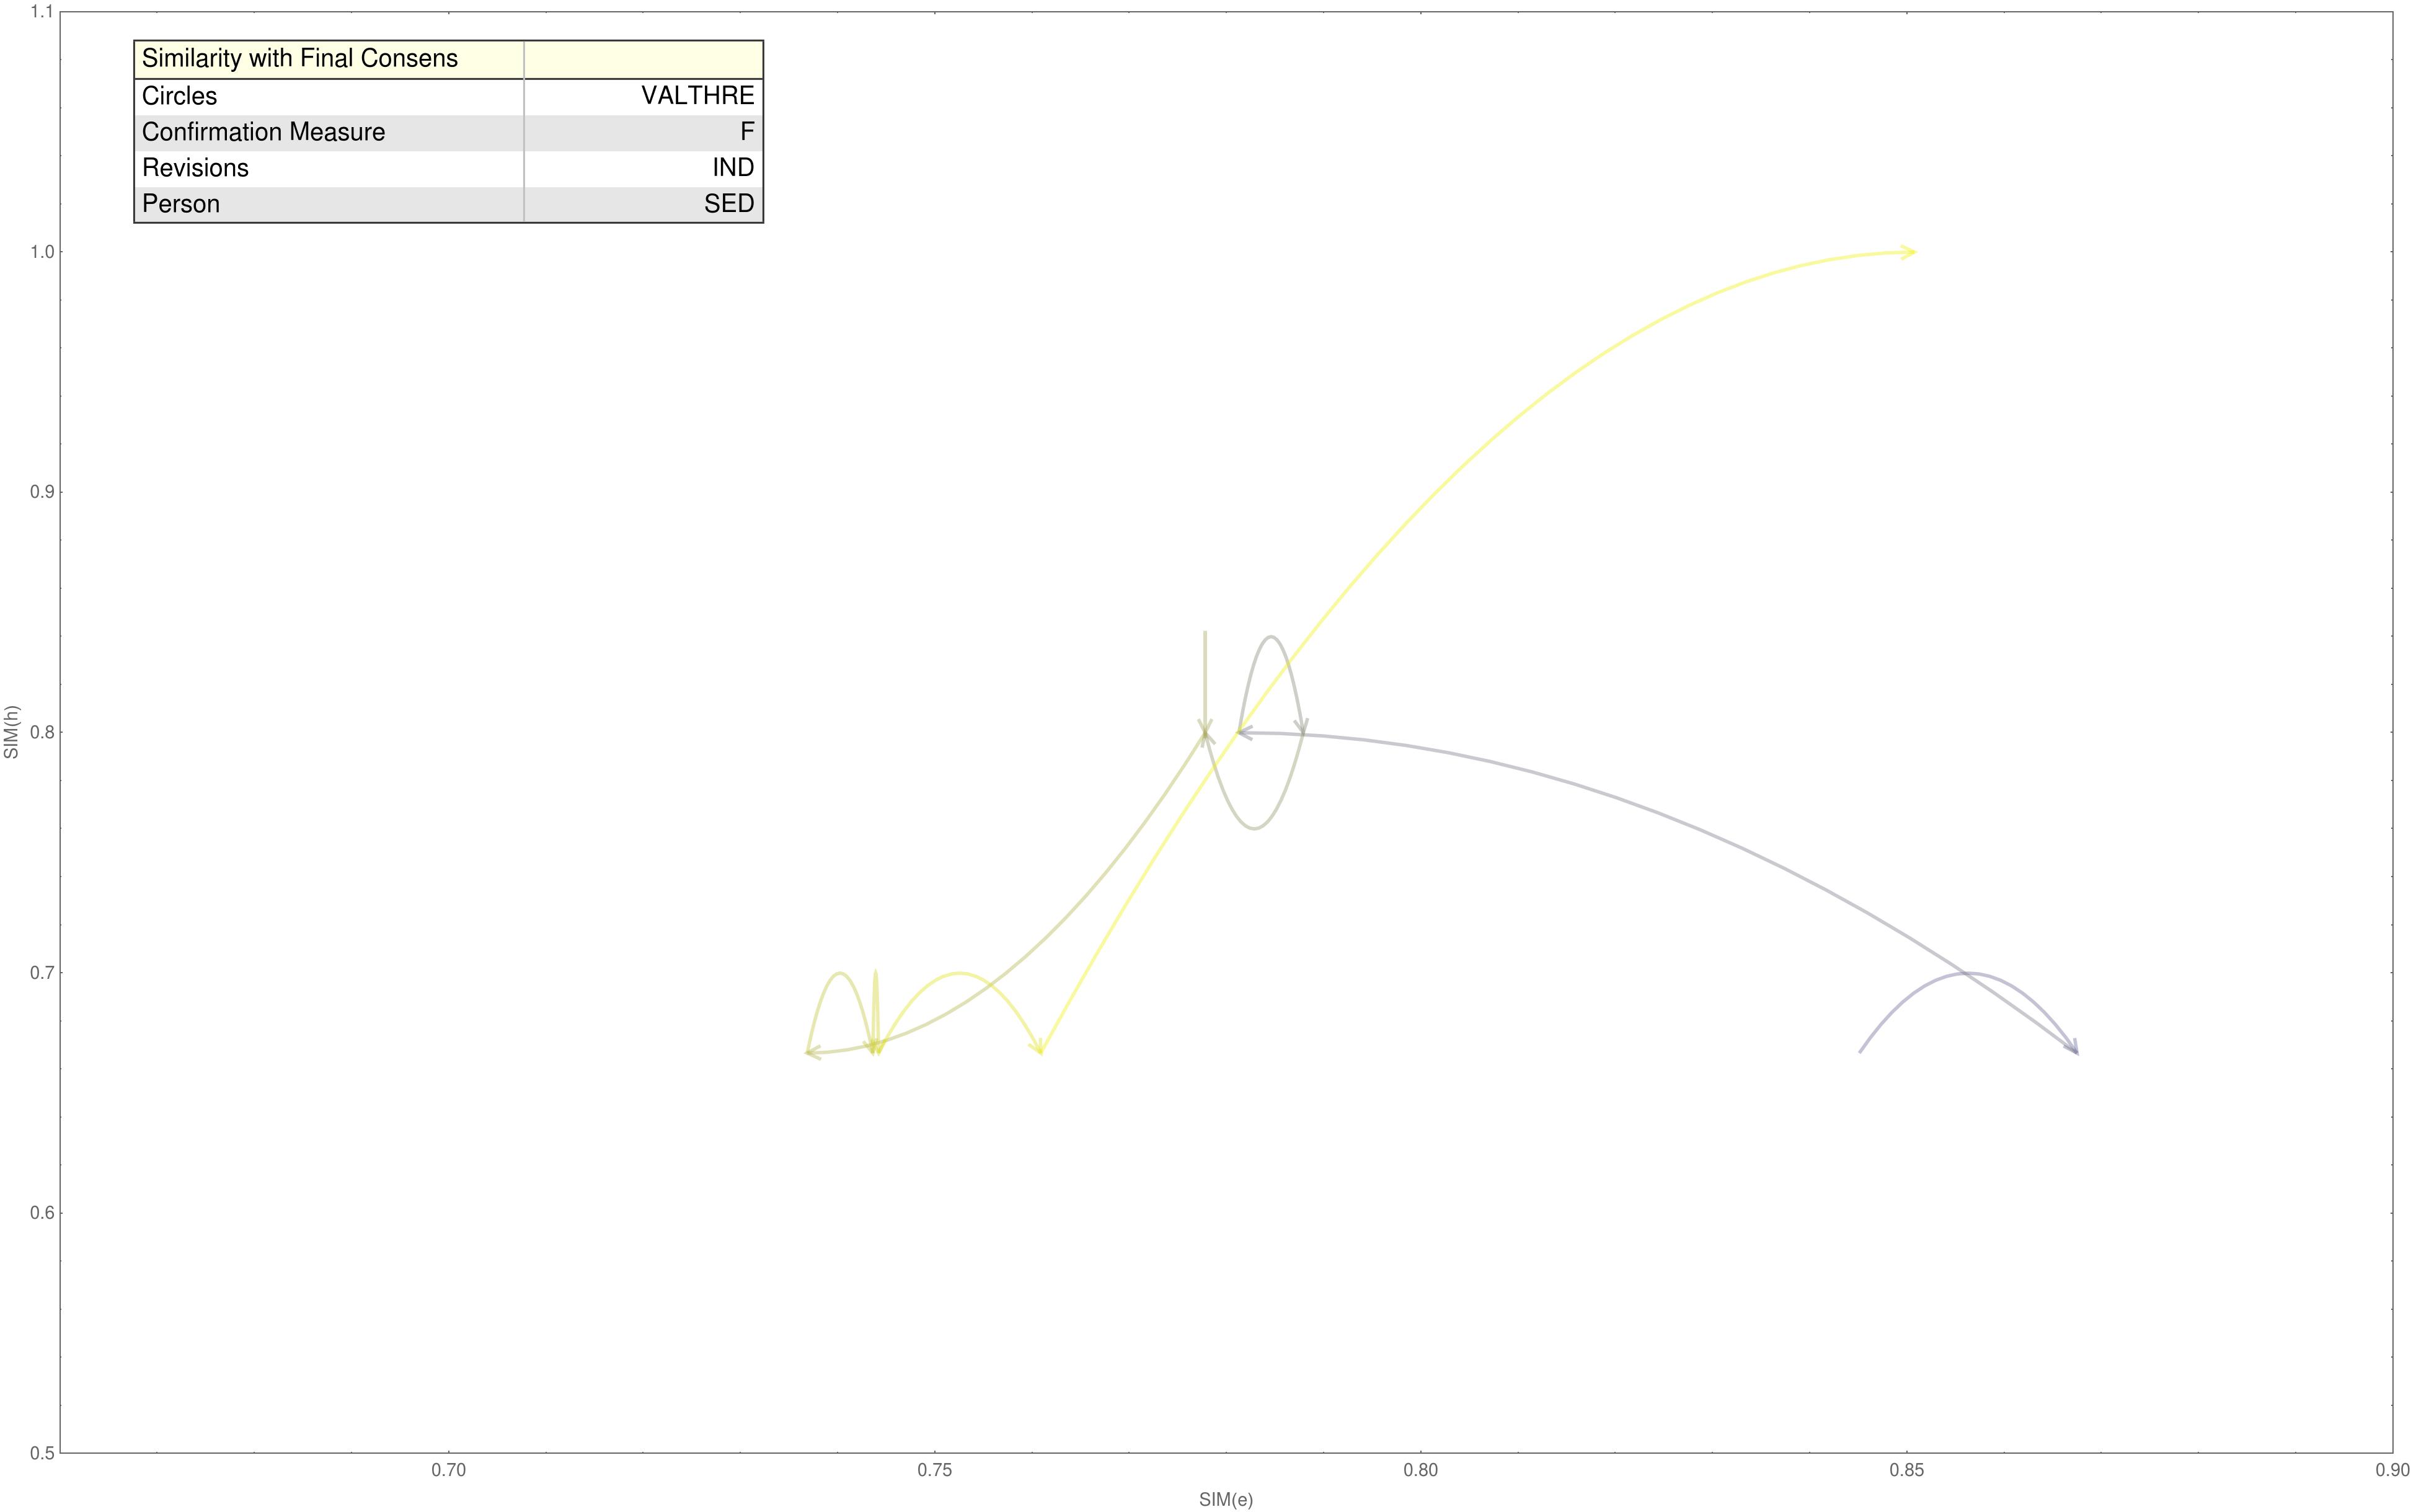 1.1
Similarity with Final Consens
Circles VALTHRE
Confirmation Measure F
Revisions IND
Person SED
1.0
0.9
0.8
SIM(h)
0.7
0.6
0.5
0.70 0.75 0.80 0.85 0.90
SIM(e)